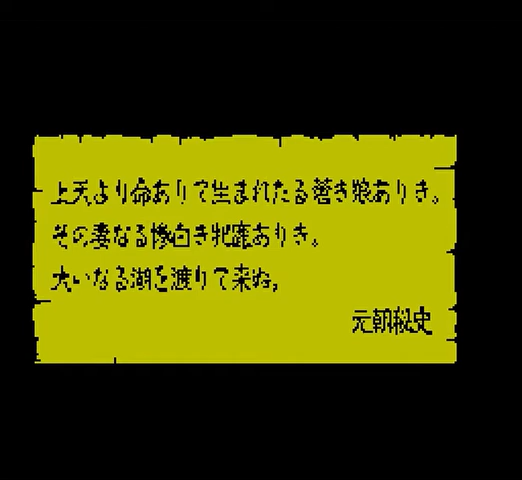 上天より命ありて生まれたる蒼き狼ありき。
その妻なる惨白き牝鹿ありき。
大いなる湖を渡りて来ぬ。
元朝秘史